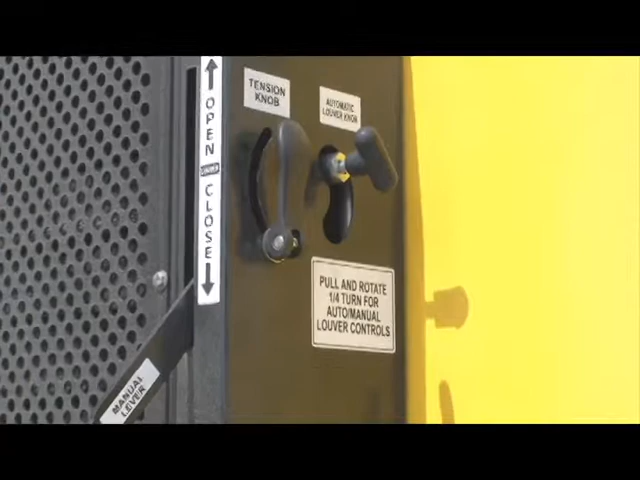 OPEN
LOUVER
CLOSE
TENSION
KNOB
AUTOMATIC
LOUVER KNOB
PULL AND ROTATE
1/4 TURN FOR
AUTO/MANUAL
LOUVER CONTROLS
MANUAL
LEVER